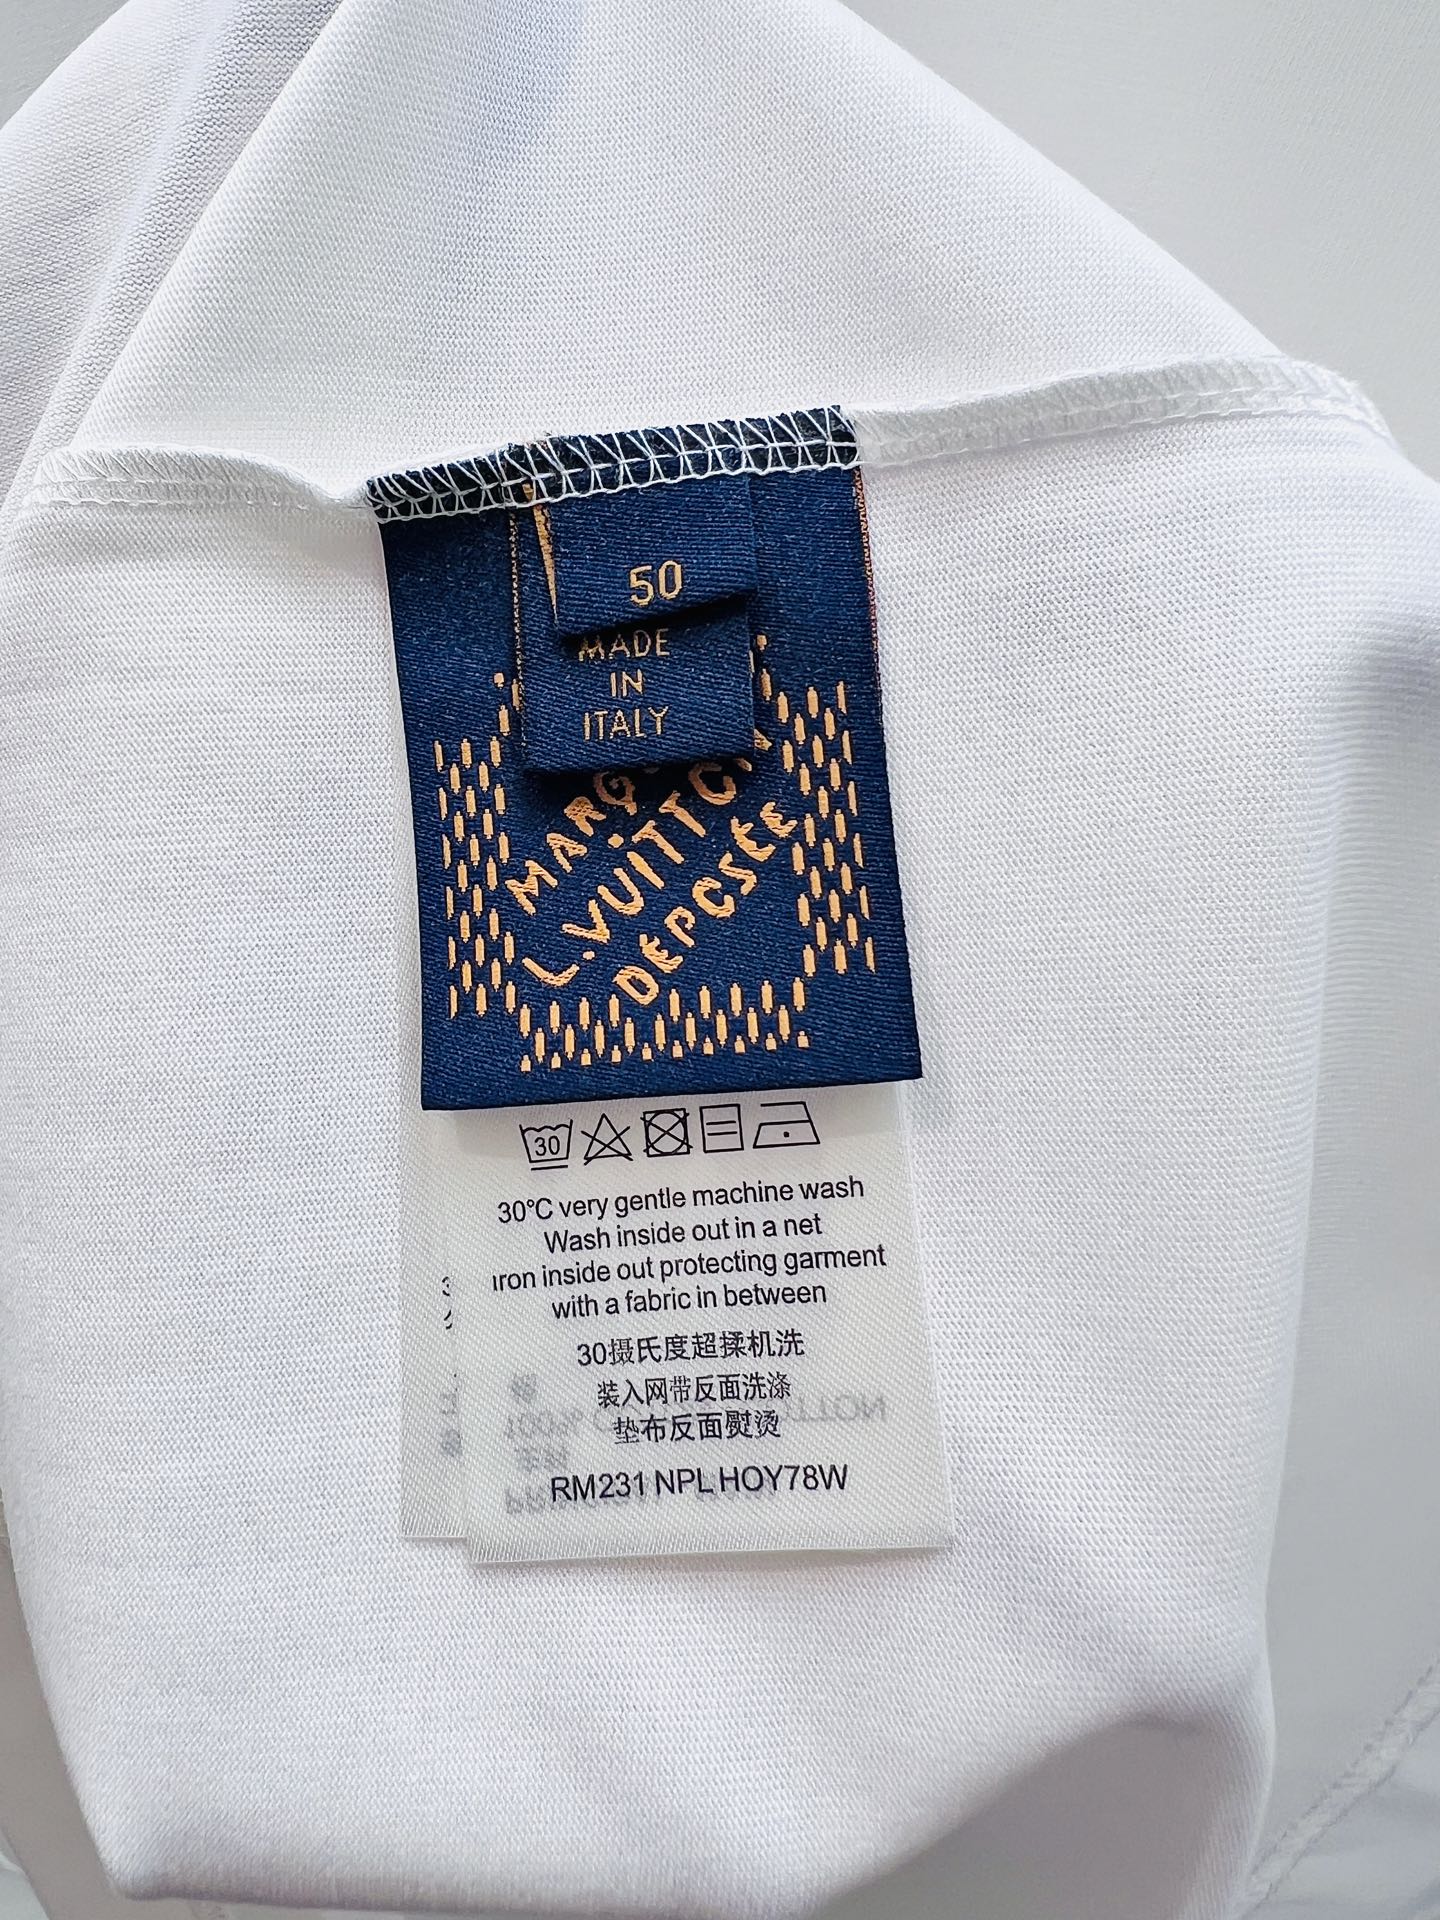 50
MADE
IN
ITALY
MARQ
L.VUiTTON
DEPCSEE
30
30°C very gentle machine wash
Wash inside out in a net
Iron inside out protecting garment
with a fabric in between
30摄氏度超揉机洗
装入网带反面洗涤
垫布反面熨烫
RM231 NPL HOY78W